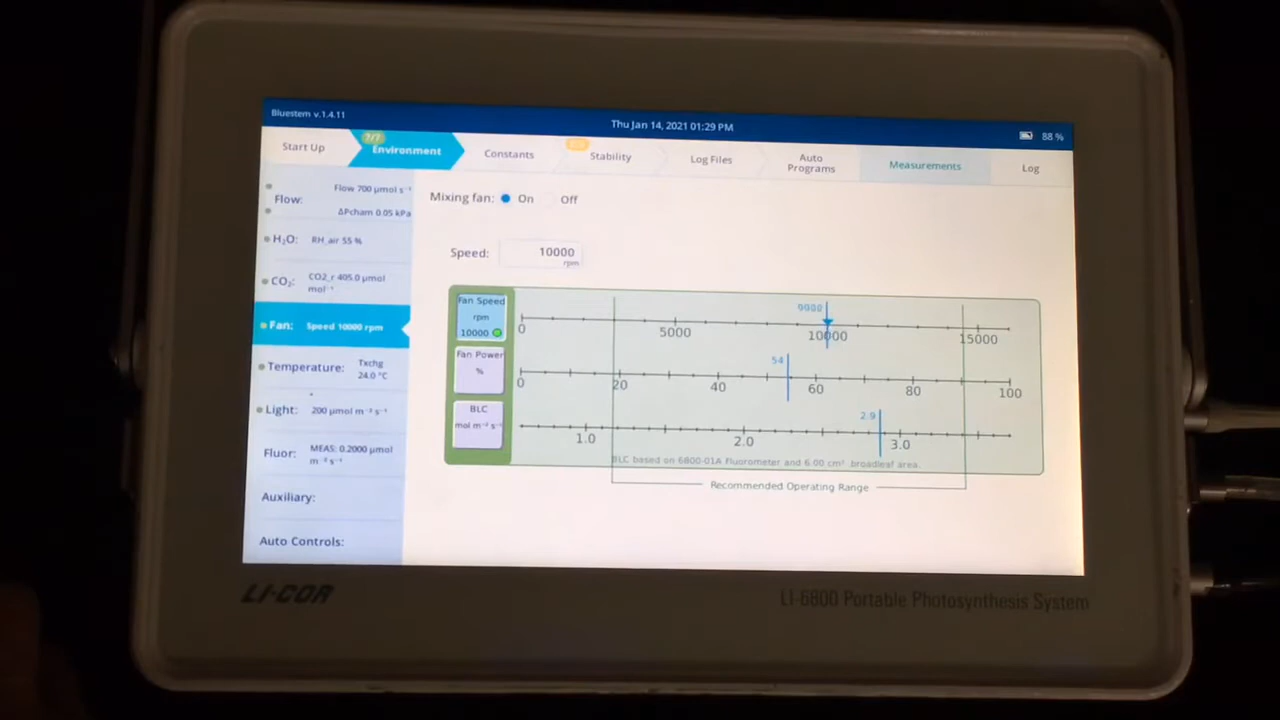 Bluestem v.1.4.11
Thu Jan 14, 2021 01:29 PM
88 %
Start Up
7/7
Environment
Constants
Stability
Log Files
Auto
Programs
Measurements
Log
Flow:
Flow 700 µmol s⁻¹
ΔPcham 0.05 kPa
H₂O: RH_air 55 %
CO₂: CO2_r 405.0 µmol
mol⁻¹
Fan: Speed 10000 rpm
Temperature: Txchg
24.0 °C
Light: 200 µmol m⁻² s⁻¹
Fluor: MEAS: 0.2000 µmol
m⁻² s⁻¹
Auxiliary:
Auto Controls:
Mixing fan: On Off
Speed: 10000
rpm
Fan Speed
rpm
10000
0 5000 10000 15000
Fan Power
%
54
0 20 40 60 80 100
BLC
mol m⁻² s⁻¹
2.9
1.0 2.0 3.0
BLC based on 6800-01A Fluorometer and 6.00 cm² broadleaf area.
Recommended Operating Range
LI-COR
LI-6800 Portable Photosynthesis System